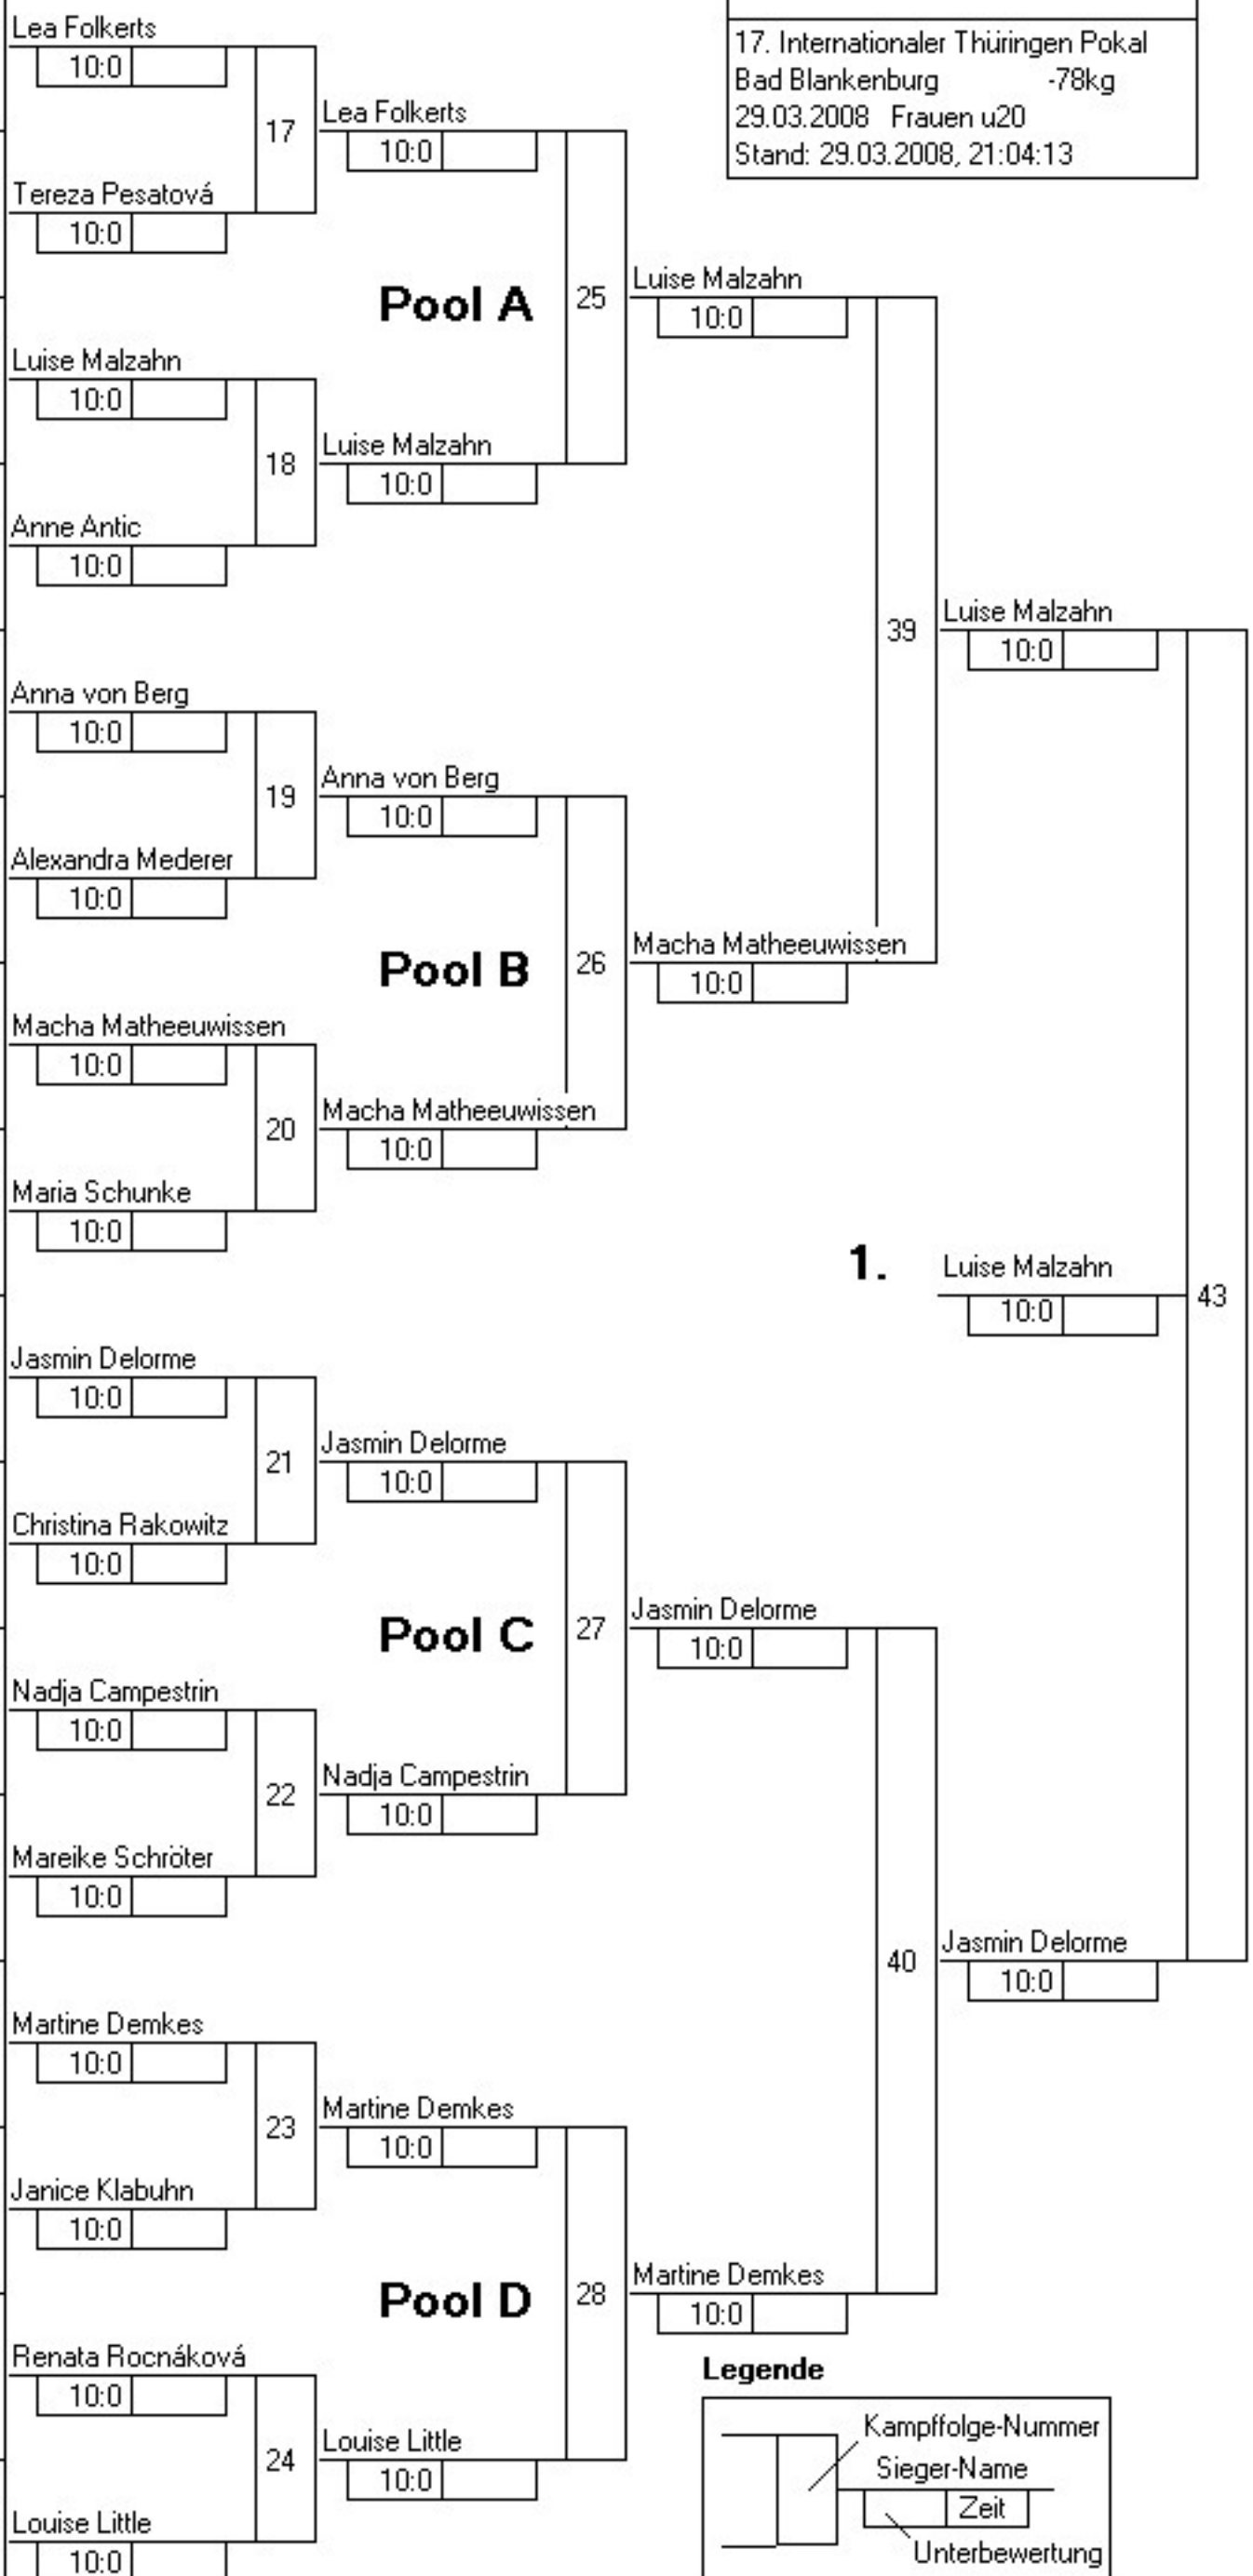 17. Internationaler Thüringen Pokal
Bad Blankenburg -78kg
29.03.2008 Frauen u20
Stand: 29.03.2008, 21:04:13
Lea Folkerts
10:0
17
Tereza Pesatová
10:0
Lea Folkerts
10:0
Pool A
25
Luise Malzahn
10:0
18
Anne Antic
10:0
Luise Malzahn
10:0
Luise Malzahn
10:0
39
Anna von Berg
10:0
19
Alexandra Mederer
10:0
Anna von Berg
10:0
Pool B
26
Macha Matheeuwissen
10:0
20
Maria Schunke
10:0
Macha Matheeuwissen
10:0
Macha Matheeuwissen
10:0
Luise Malzahn
10:0
1.
Luise Malzahn
10:0
43
Jasmin Delorme
10:0
21
Christina Rakowitz
10:0
Jasmin Delorme
10:0
Pool C
27
Nadja Campestrin
10:0
22
Mareike Schröter
10:0
Nadja Campestrin
10:0
Jasmin Delorme
10:0
40
Jasmin Delorme
10:0
Martine Demkes
10:0
23
Janice Klabuhn
10:0
Martine Demkes
10:0
Pool D
28
Renata Rocnáková
10:0
24
Louise Little
10:0
Louise Little
10:0
Martine Demkes
10:0
Legende
Kampffolge-Nummer
Sieger-Name
Zeit
Unterbewertung